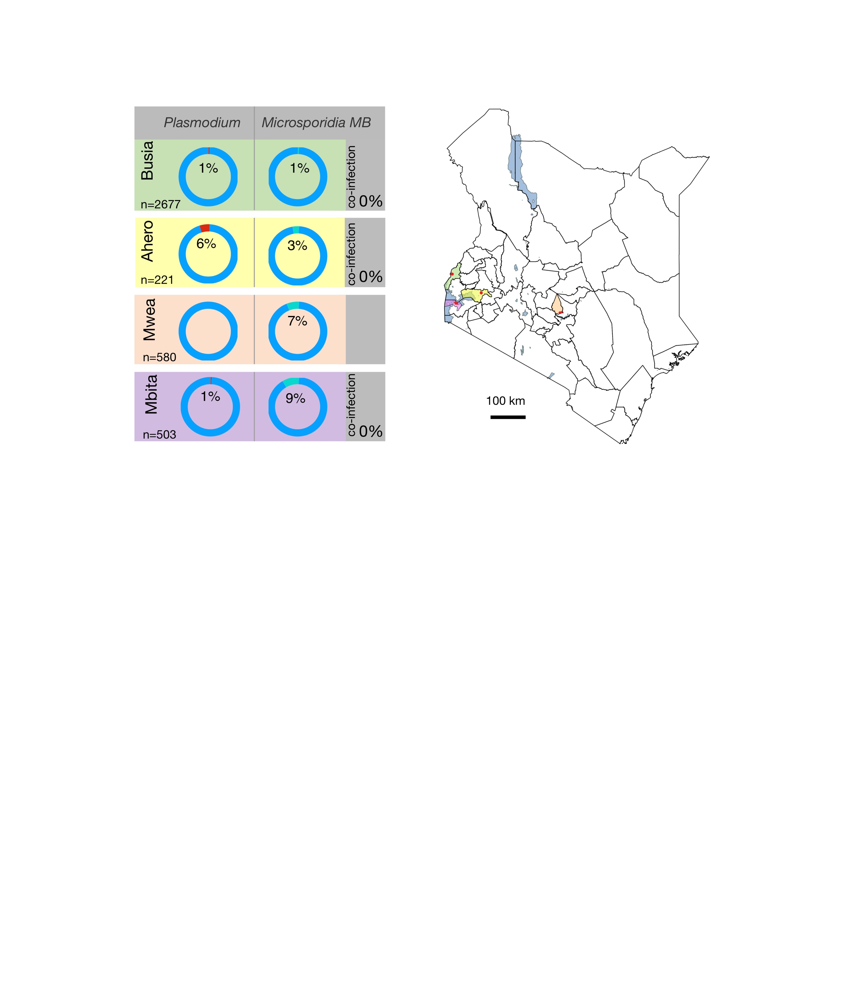 Plasmodium
Microsporidia MB
Busia
1%
1%
co-infection
0%
n=2677
Ahero
6%
3%
co-infection
0%
n=221
Mwea
7%
n=580
Mbita
1%
9%
co-infection
0%
n=503
100 km